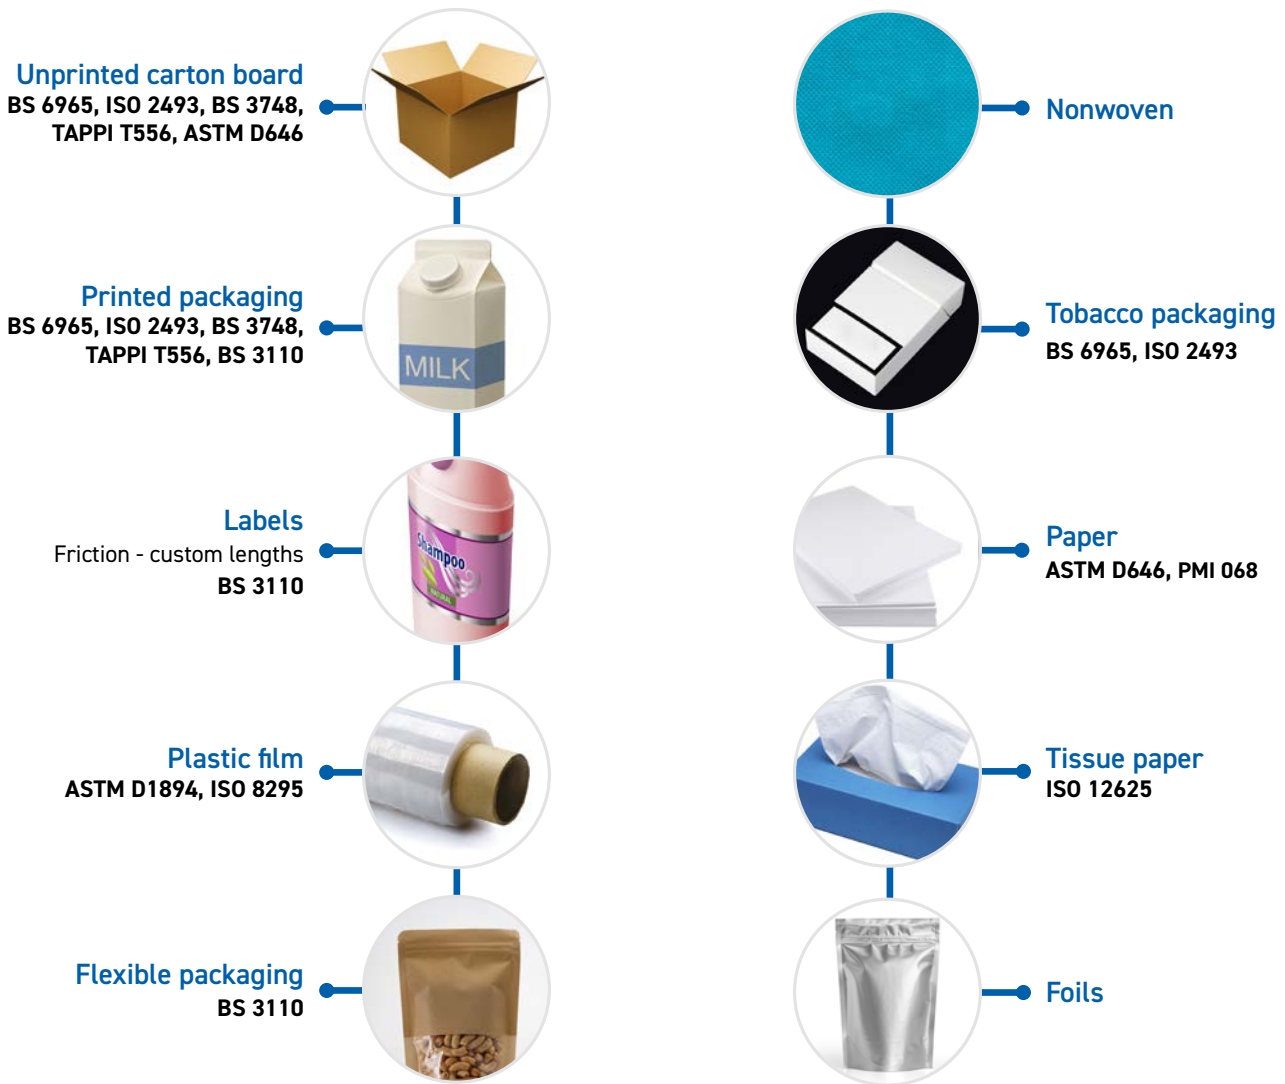 Unprinted carton board
BS 6965, ISO 2493, BS 3748,
TAPPI T556, ASTM D646
Printed packaging
BS 6965, ISO 2493, BS 3748,
TAPPI T556, BS 3110
MILK
Labels
Friction - custom lengths
BS 3110
Shampoo
NATURAL
Plastic film
ASTM D1894, ISO 8295
Flexible packaging
BS 3110
Nonwoven
Tobacco packaging
BS 6965, ISO 2493
Paper
ASTM D646, PMI 068
Tissue paper
ISO 12625
Foils